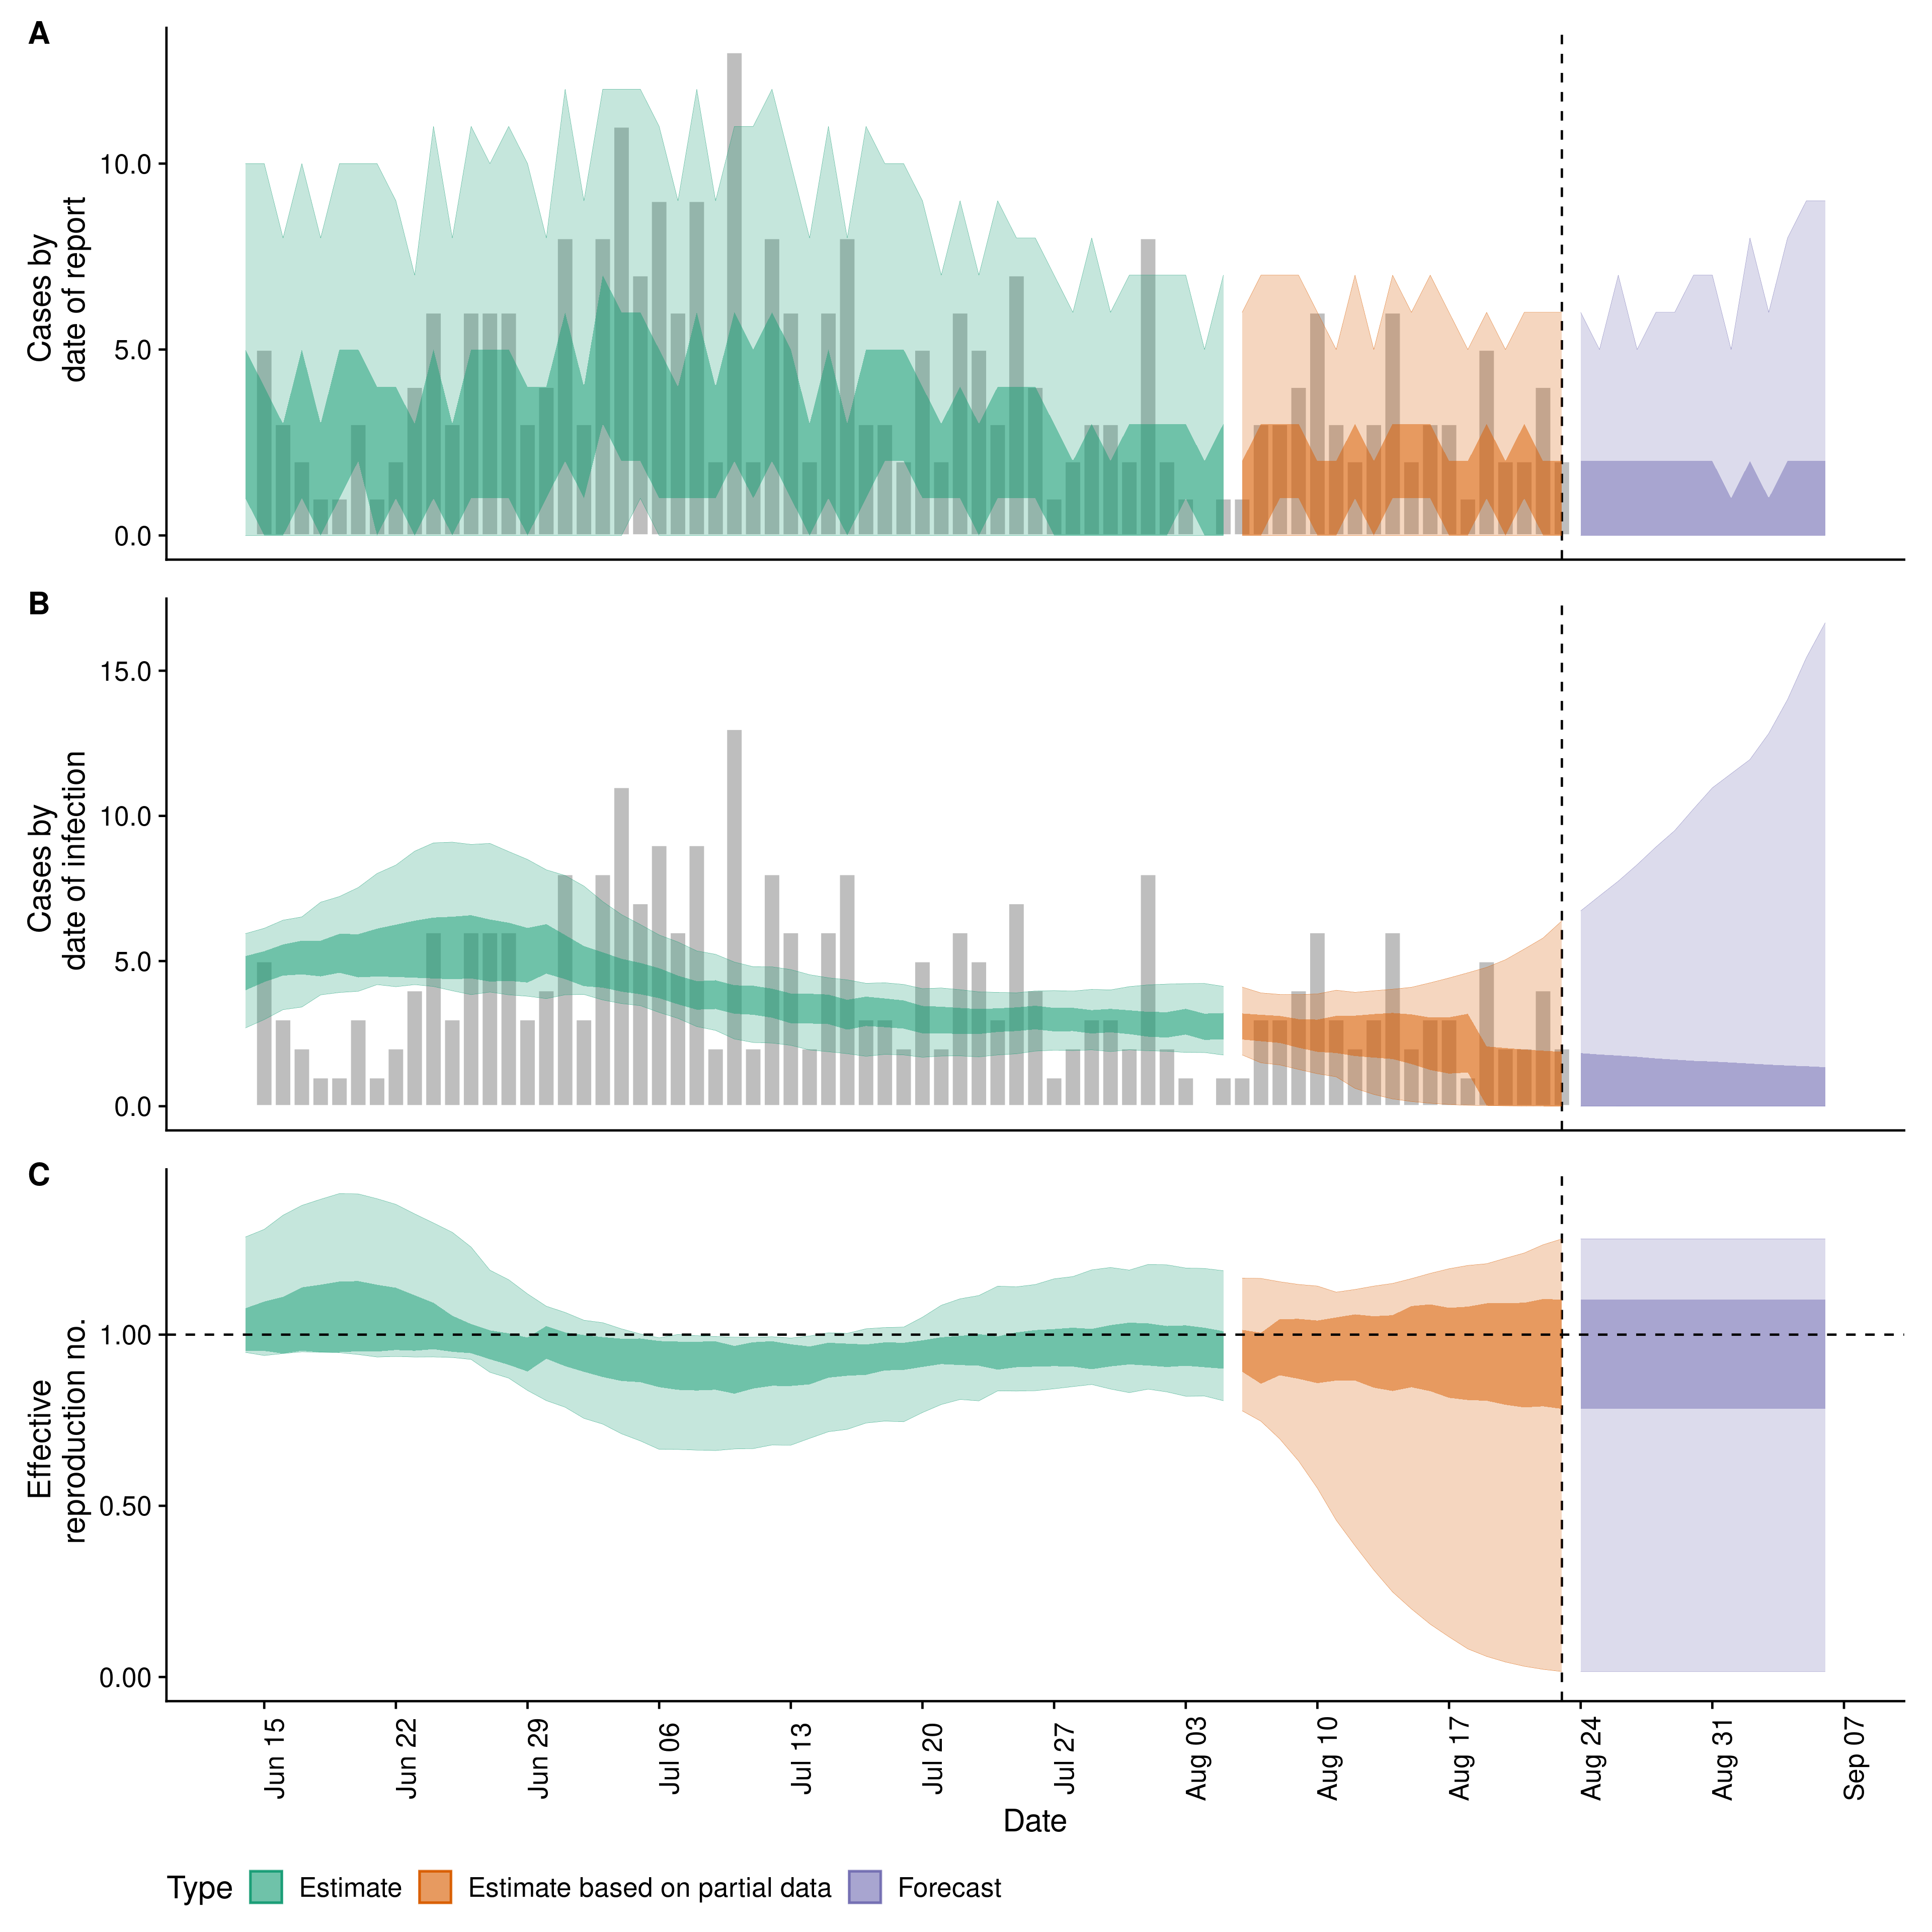 A
Cases by
date of report
10.0
5.0
0.0
B
Cases by
date of infection
15.0
10.0
5.0
0.0
C
Effective
reproduction no.
1.00
0.50
0.00
Jun 15
Jun 22
Jun 29
Jul 06
Jul 13
Jul 20
Jul 27
Aug 03
Aug 10
Aug 17
Aug 24
Aug 31
Sep 07
Date
Type Estimate Estimate based on partial data Forecast